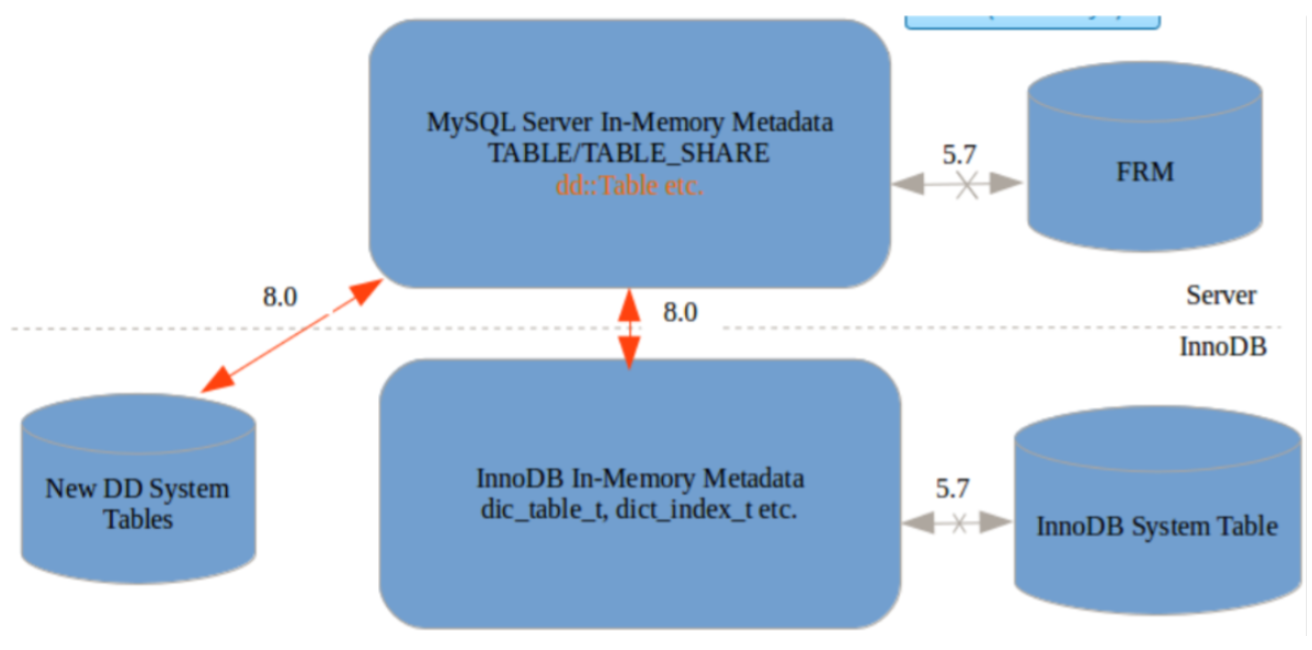 MySQL Server In-Memory Metadata
TABLE/TABLE_SHARE
dd::Table etc.
5.7
FRM
8.0
8.0
Server
InnoDB
New DD System
Tables
InnoDB In-Memory Metadata
dic_table_t, dict_index_t etc.
5.7
InnoDB System Table